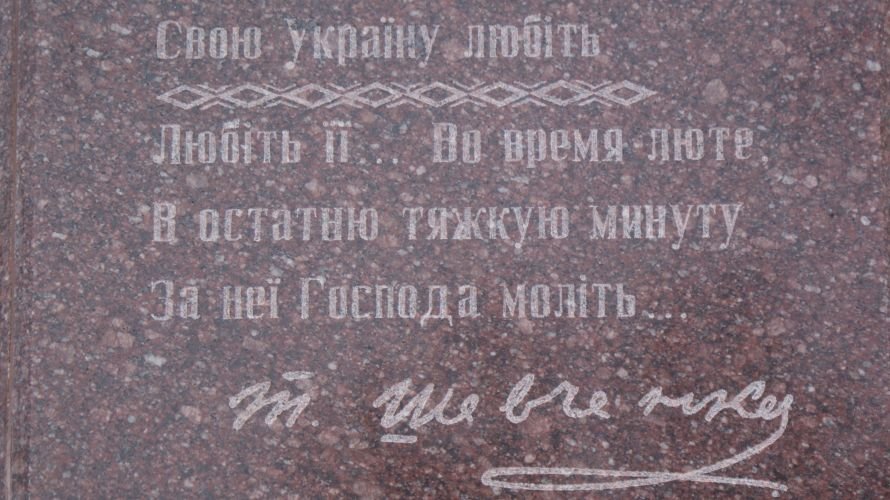 Свою Україну любіть
Любіть її... Во время люте,
В остатню тяжкую минуту
За неї Господа моліть...
Т. Шевченко